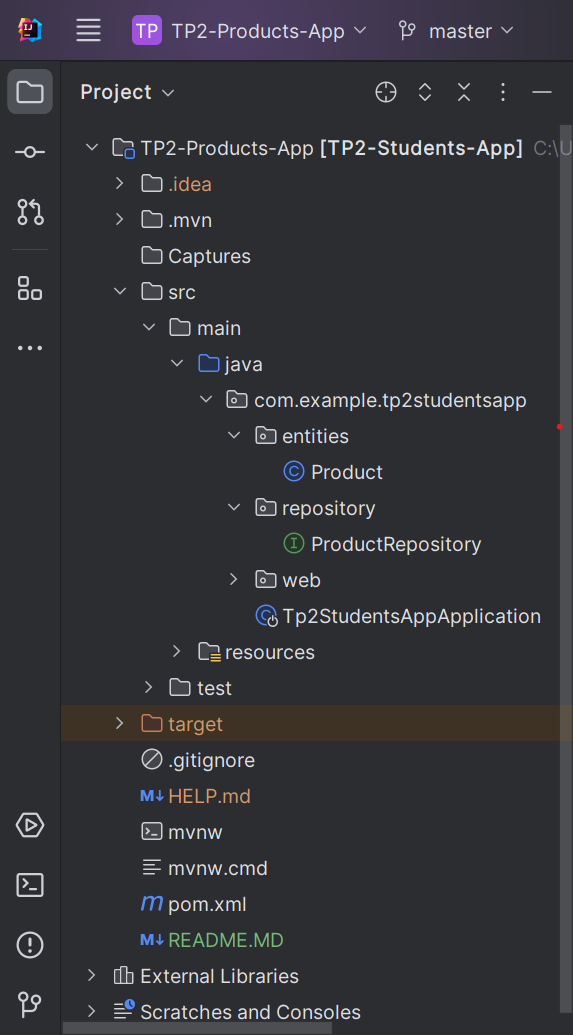 TP TP2-Products-App master
Project
TP2-Products-App [TP2-Students-App] C:\U
.idea
.mvn
Captures
src
main
java
com.example.tp2studentsapp
entities
Product
repository
ProductRepository
web
Tp2StudentsAppApplication
resources
test
target
.gitignore
HELP.md
mvnw
mvnw.cmd
pom.xml
README.MD
External Libraries
Scratches and Consoles